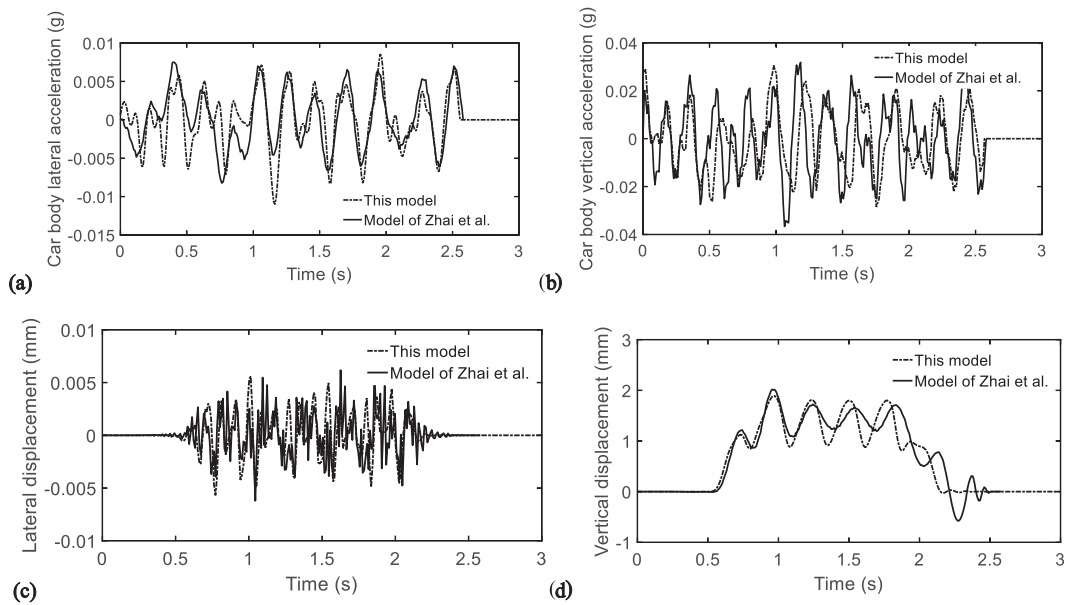 Car body lateral acceleration (g)
0.01
0.005
0
-0.005
-0.01
-0.015
This model
Model of Zhai et al.
0 0.5 1 1.5 2 2.5 3
Time (s)
(a)
Car body vertical acceleration (g)
0.04
0.02
0
-0.02
-0.04
This model
Model of Zhai et al.
0 0.5 1 1.5 2 2.5 3
Time (s)
(b)
Lateral displacement (mm)
0.01
0.005
0
-0.005
-0.01
This model
Model of Zhai et al.
0 0.5 1 1.5 2 2.5 3
Time (s)
(c)
Vertical displacement (mm)
3
2
1
0
-1
This model
Model of Zhai et al.
0 0.5 1 1.5 2 2.5 3
Time (s)
(d)